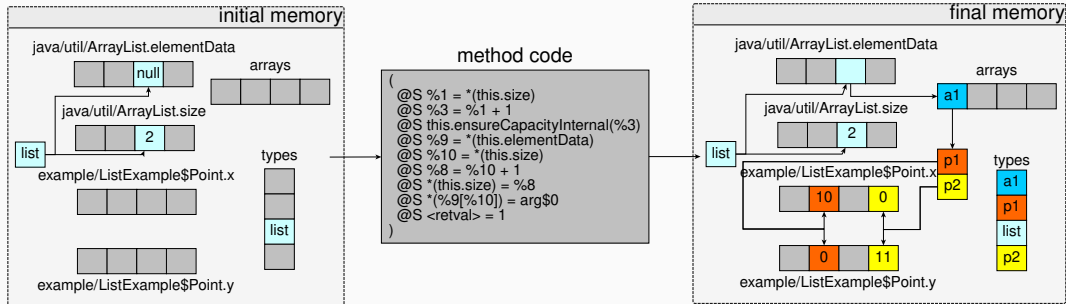 initial memory
java/util/ArrayList.elementData
null
arrays
java/util/ArrayList.size
2
list
types
example/ListExample$Point.x
list
example/ListExample$Point.y
method code
(
@S %1 = *(this.size)
@S %3 = %1 + 1
@S this.ensureCapacityInternal(%3)
@S %9 = *(this.elementData)
@S %10 = *(this.size)
@S %8 = %10 + 1
@S *(this.size) = %8
@S *(%9[%10]) = arg$0
@S <retval> = 1
)
final memory
java/util/ArrayList.elementData
arrays
a1
java/util/ArrayList.size
2
list
p1
p2
types
example/ListExample$Point.x
a1
10 0
p1
list
0 11
p2
example/ListExample$Point.y